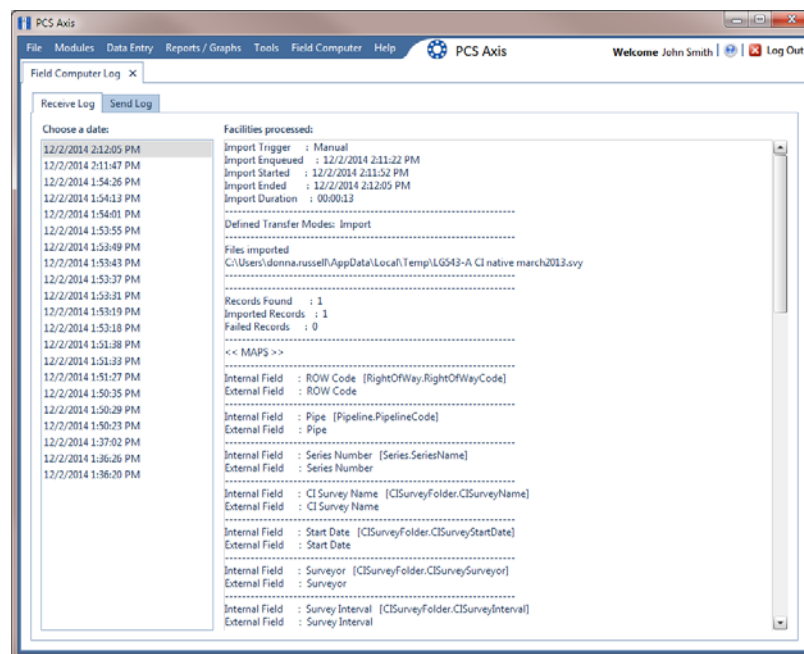 PCS Axis
File Modules Data Entry Reports / Graphs Tools Field Computer Help PCS Axis Welcome John Smith | | Log Out
Field Computer Log X
Receive Log Send Log
Choose a date:
12/2/2014 2:12:05 PM
12/2/2014 2:11:47 PM
12/2/2014 1:54:26 PM
12/2/2014 1:54:13 PM
12/2/2014 1:54:01 PM
12/2/2014 1:53:55 PM
12/2/2014 1:53:49 PM
12/2/2014 1:53:43 PM
12/2/2014 1:53:37 PM
12/2/2014 1:53:31 PM
12/2/2014 1:53:19 PM
12/2/2014 1:53:18 PM
12/2/2014 1:51:38 PM
12/2/2014 1:51:33 PM
12/2/2014 1:51:27 PM
12/2/2014 1:50:35 PM
12/2/2014 1:50:29 PM
12/2/2014 1:50:23 PM
12/2/2014 1:37:02 PM
12/2/2014 1:36:26 PM
12/2/2014 1:36:20 PM
Facilities processed:
Import Trigger : Manual
Import Enqueued : 12/2/2014 2:11:22 PM
Import Started : 12/2/2014 2:11:52 PM
Import Ended : 12/2/2014 2:12:05 PM
Import Duration : 00:00:13
Defined Transfer Modes: Import
Files imported
C:\Users\donna.russell\AppData\Local\Temp\LG543-A CI native march2013.svy
Records Found : 1
Imported Records : 1
Failed Records : 0
<< MAPS >>
Internal Field : ROW Code [RightOfWay.RightOfWayCode]
External Field : ROW Code
Internal Field : Pipe [Pipeline.PipelineCode]
External Field : Pipe
Internal Field : Series Number [Series.SeriesName]
External Field : Series Number
Internal Field : CI Survey Name [CISurveyFolder.CISurveyName]
External Field : CI Survey Name
Internal Field : Start Date [CISurveyFolder.CISurveyStartDate]
External Field : Start Date
Internal Field : Surveyor [CISurveyFolder.CISurveySurveyor]
External Field : Surveyor
Internal Field : Survey Interval [CISurveyFolder.CISurveyInterval]
External Field : Survey Interval